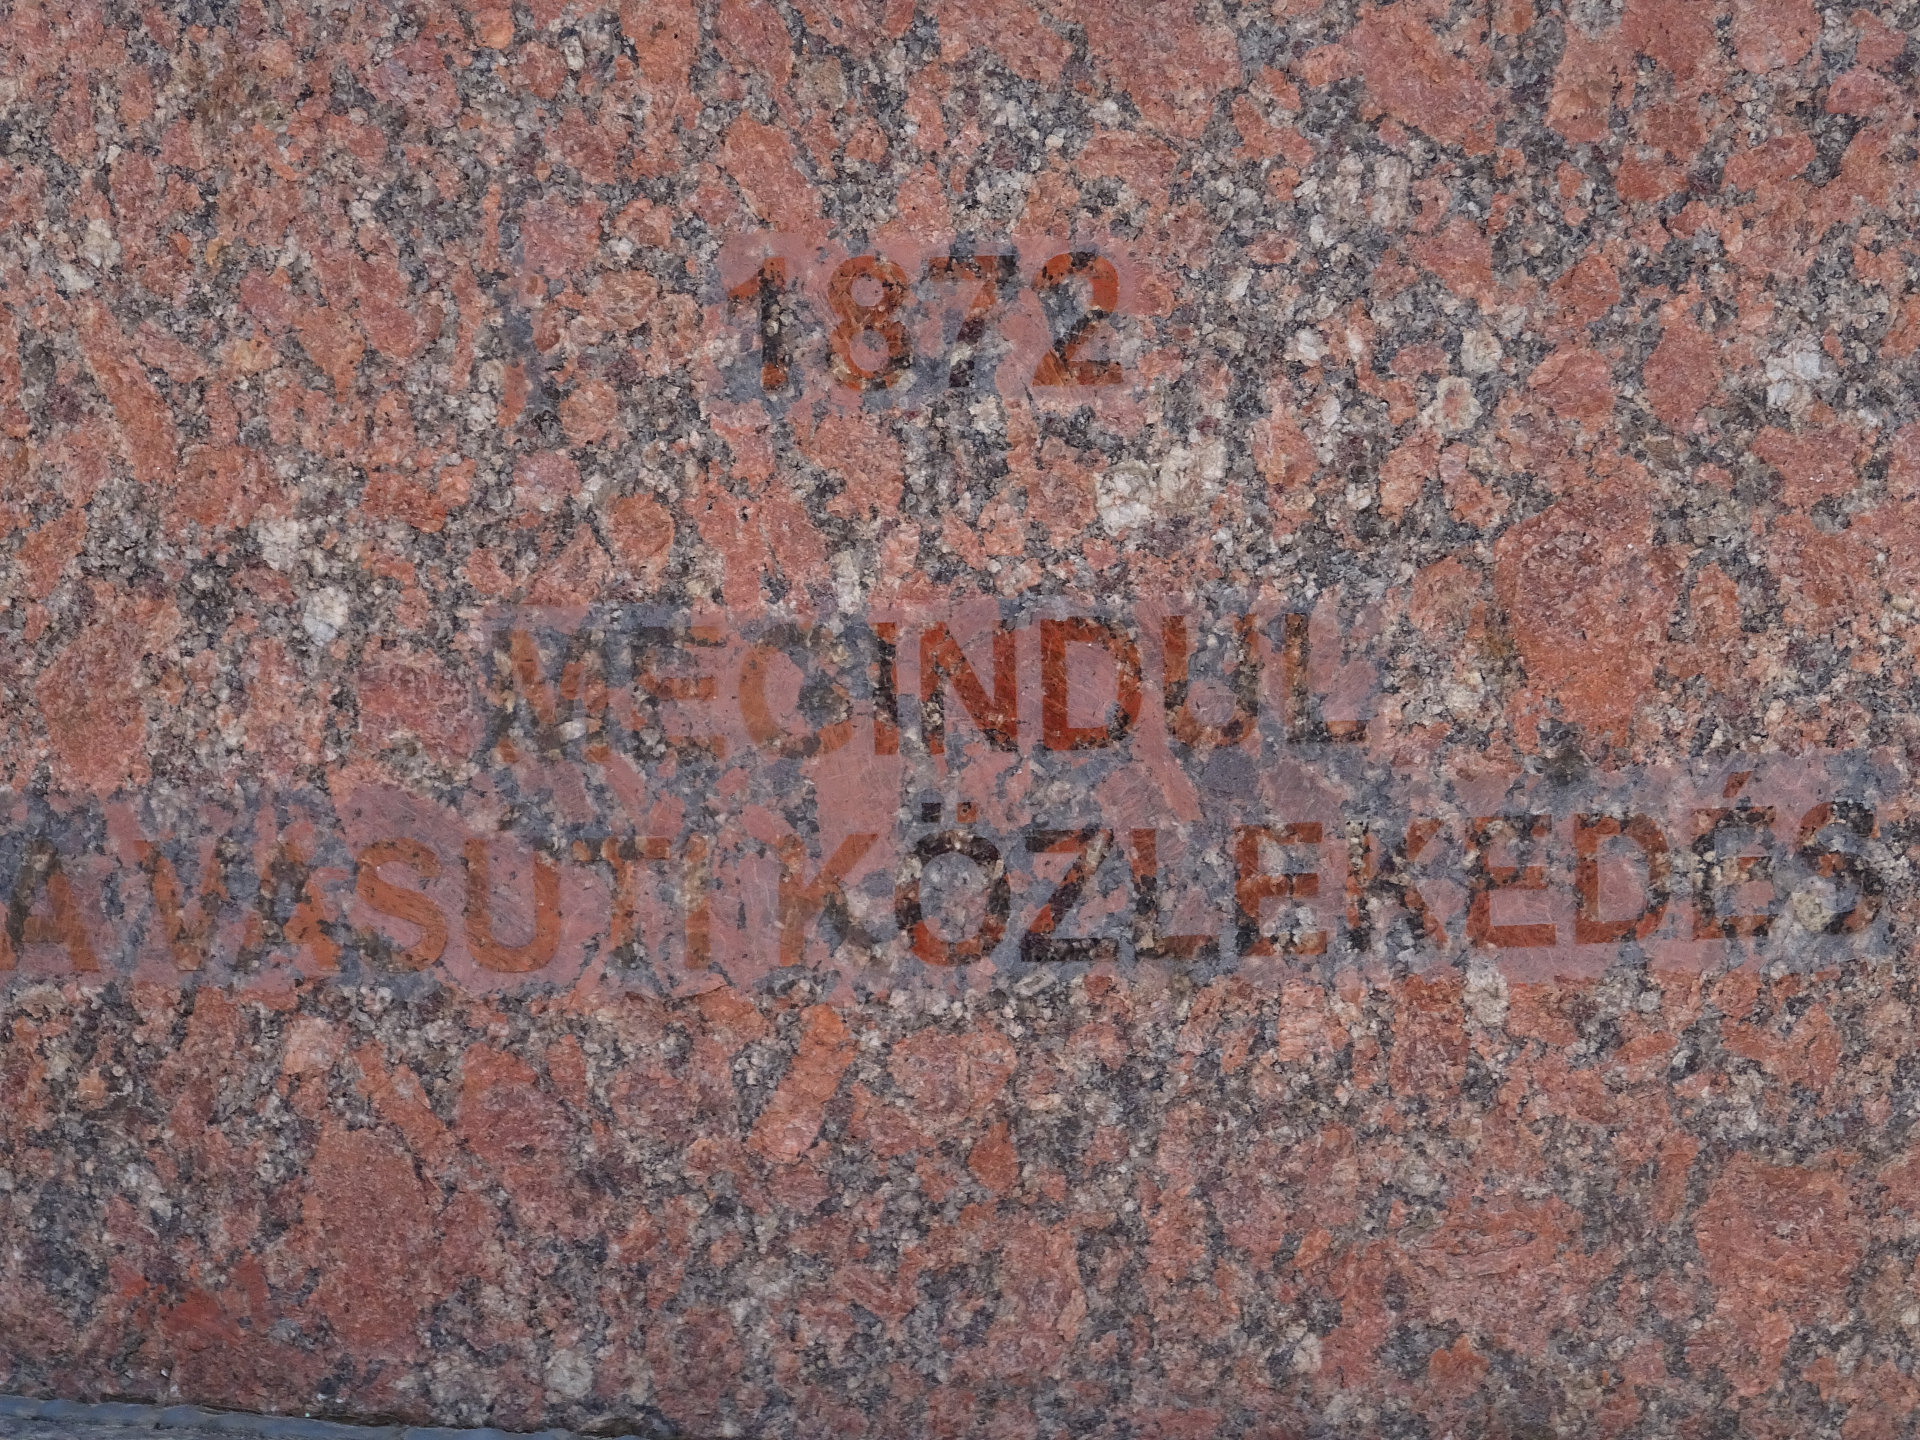 1872
MEGINDUL
A VASÚTI KÖZLEKEDÉS